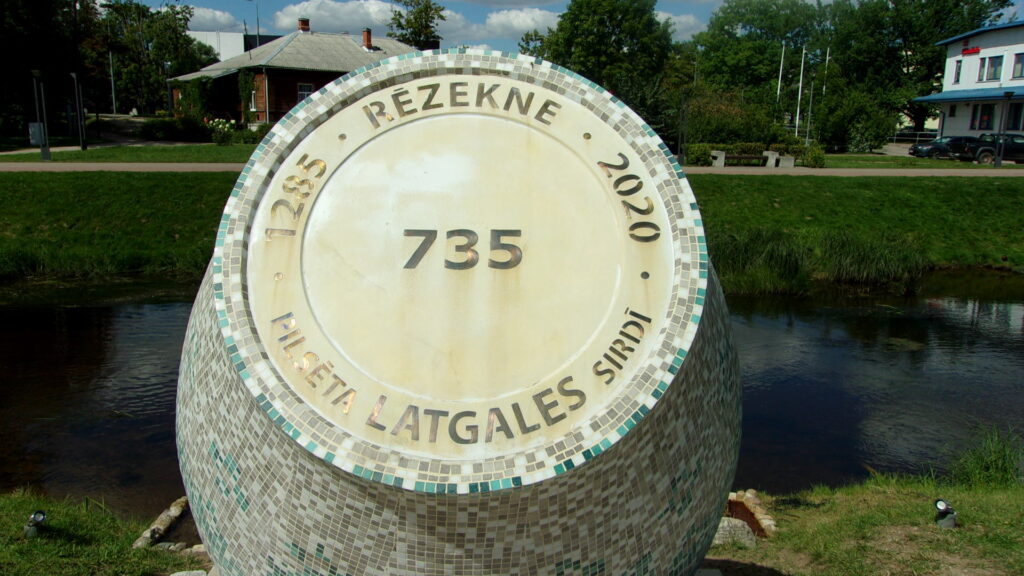 RĒZEKNE
1285
2020
735
PILSĒTA LATGALES SIRDĪ